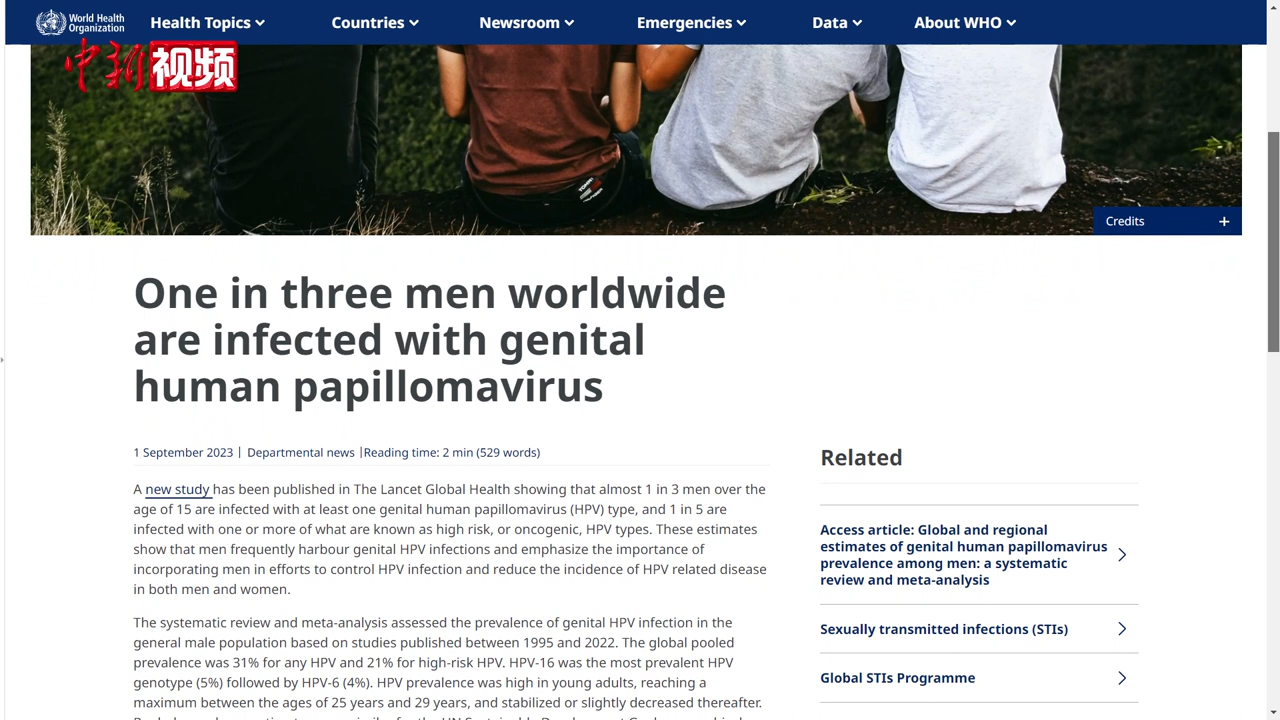 World Health
Organization
Health Topics
Countries
Newsroom
Emergencies
Data
About WHO
中新视频
Credits +
One in three men worldwide
are infected with genital
human papillomavirus
1 September 2023 | Departmental news | Reading time: 2 min (529 words)
A new study has been published in The Lancet Global Health showing that almost 1 in 3 men over the
age of 15 are infected with at least one genital human papillomavirus (HPV) type, and 1 in 5 are
infected with one or more of what are known as high risk, or oncogenic, HPV types. These estimates
show that men frequently harbour genital HPV infections and emphasize the importance of
incorporating men in efforts to control HPV infection and reduce the incidence of HPV related disease
in both men and women.
The systematic review and meta-analysis assessed the prevalence of genital HPV infection in the
general male population based on studies published between 1995 and 2022. The global pooled
prevalence was 31% for any HPV and 21% for high-risk HPV. HPV-16 was the most prevalent HPV
genotype (5%) followed by HPV-6 (4%). HPV prevalence was high in young adults, reaching a
maximum between the ages of 25 years and 29 years, and stabilized or slightly decreased thereafter.
Related
Access article: Global and regional
estimates of genital human papillomavirus
prevalence among men: a systematic
review and meta-analysis
Sexually transmitted infections (STIs)
Global STIs Programme